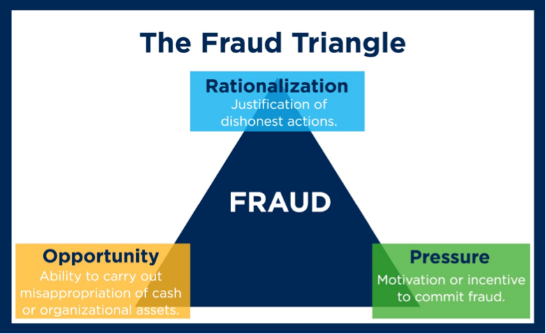 The Fraud Triangle
Rationalization
Justification of
dishonest actions.
FRAUD
Opportunity
Ability to carry out
misappropriation of cash
or organizational assets.
Pressure
Motivation or incentive
to commit fraud.